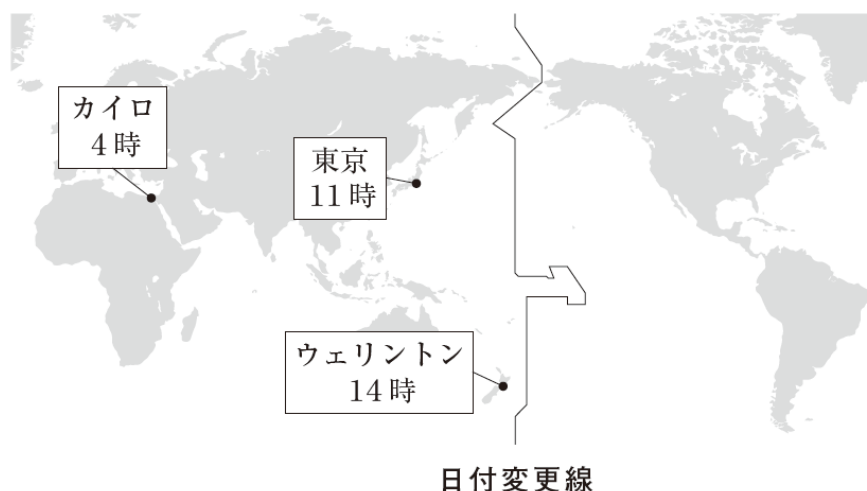 カイロ
4時
東京
11時
ウェリントン
14時
日付変更線